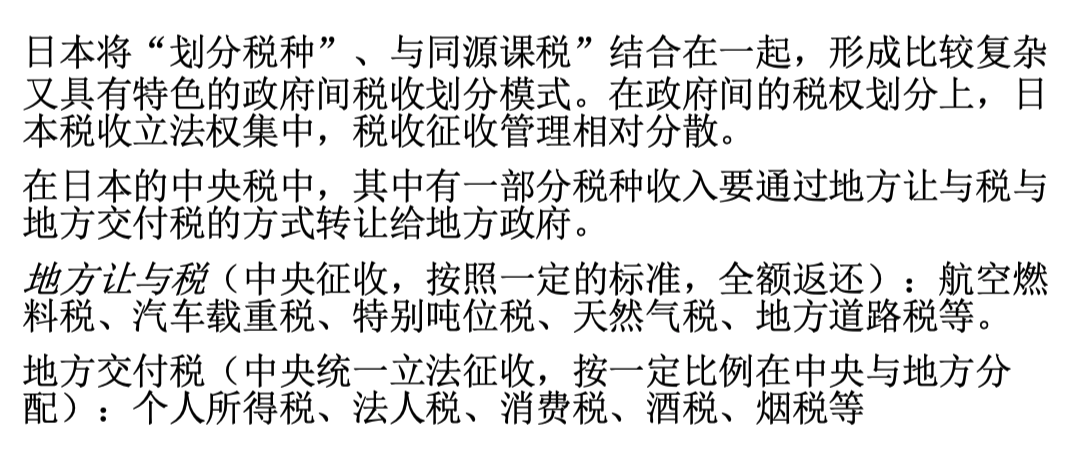 日本将“划分税种”、与同源课税”结合在一起，形成比较复杂
又具有特色的政府间税收划分模式。在政府间的税权划分上，日
本税收立法权集中，税收征收管理相对分散。
在日本的中央税中，其中有一部分税种收入要通过地方让与税与
地方交付税的方式转让给地方政府。
地方让与税（中央征收，按照一定的标准，全额返还）：航空燃
料税、汽车载重税、特别吨位税、天然气税、地方道路税等。
地方交付税（中央统一立法征收，按一定比例在中央与地方分
配）：个人所得税、法人税、消费税、酒税、烟税等